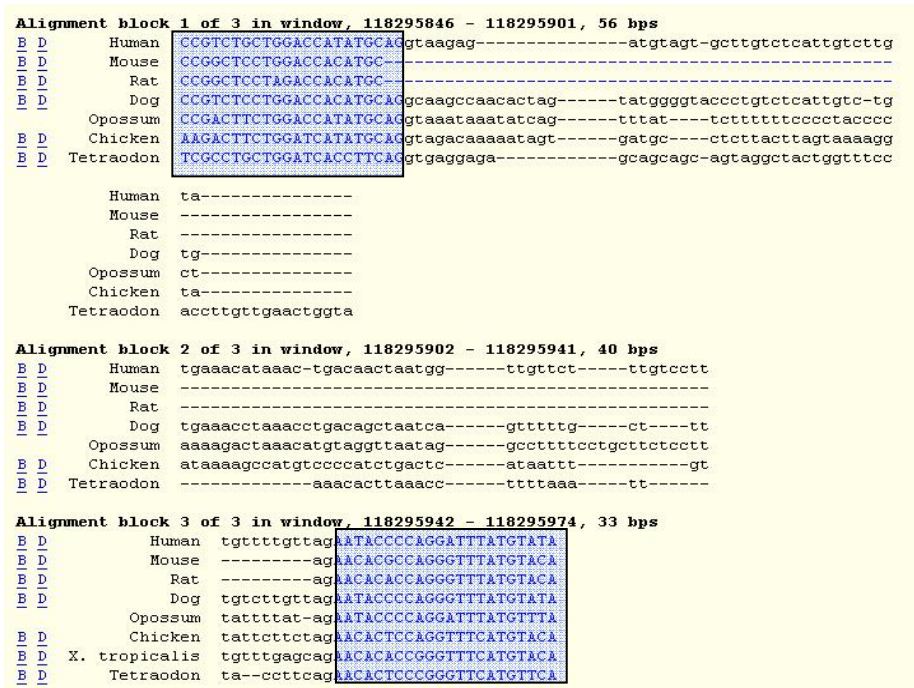 Alignment block 1 of 3 in window, 118295846 - 118295901, 56 bps
B D Human CCGTCTGCTGGACCATATGCAGgtaagag---------------atgtagt-gcttgtctcattgtcttg
B D Mouse CCGGCTCCTGGACCACATGC--------------------------------------------------
B D Rat CCGGCTCCTAGACCACATGC--------------------------------------------------
B D Dog CCGTCTCCTGGACCATATGCAGgcaagccaacactag------tatggggtaccctgtctcattgtc-tg
Opossum CCGACTTCTGGACCATATGCAGgtaaataaatatcag------tttat----tctttttttcccctacccc
B D Chicken AAGACTTCTGGATCATATGCAGgtagacaaaaatagt------gatgc---ctcttacttagtaaaagg
B D Tetraodon TCGCCTGCTGGATCACCTTCAGgtgaggaga------------gcagcagc-agtaggctactggtttcc
Human ta---------------
Mouse -----------------
Rat -----------------
Dog tg---------------
Opossum ct---------------
Chicken ta---------------
Tetraodon accttgttgaactggta
Alignment block 2 of 3 in window, 118295902 - 118295941, 40 bps
B D Human tgaaacataaac-tgacaactaatgg------ttgttct-----ttgtcctt
B D Mouse ----------------------------------------------------
B D Rat ----------------------------------------------------
B D Dog tgaaacctaaacctgacagctaatca------gtttttg-----ct----tt
Opossum aaaagactaaacatgtaggttaatag------gccttttcctgcttctcctt
B D Chicken ataaaagccatgtccccatctgactc------ataattt-----------gt
B D Tetraodon -------------aaacacttaaacc------ttttaaa-----tt------
Alignment block 3 of 3 in window, 118295942 - 118295974, 33 bps
B D Human tgttttgttagAATACCCCAGGATTTATGTATA
B D Mouse ---------agAACACGCCAGGGTTTATGTACA
B D Rat ---------agAACACACCAGGGTTTATGTACA
B D Dog tgtcttgttagAATACCCCAGGGTTTATGTATA
Opossum tattttat-agAATACCCCAGGATTTATGTTTA
B D Chicken tattcttctagAACACTCCAGGTTTCATGTACA
B D X. tropicalis tgtttgagcagAACACACCGGGTTTCATGTACA
B D Tetraodon ta--ccttcagAACACTCCCGGGTTCATGTTCA